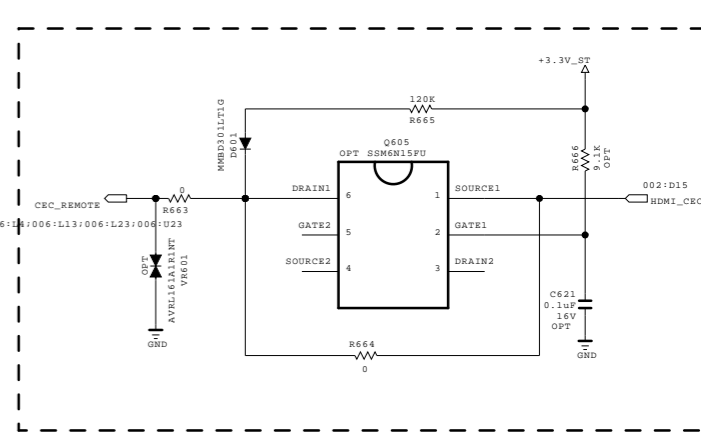 +3.3V_ST
120K
R665
MMBD301LT1G
D601
Q605
OPT SSM6N15FU
R666
9.1K
OPT
002:D15
HDMI_CEC
CEC_REMOTE
0
R663
6:L4;006:L13;006:L23;006:U23
DRAIN1
6
1
SOURCE1
GATE2
5
2
GATE1
SOURCE2
4
3
DRAIN2
OPT
AVRL161A1R1NT
VR601
GND
C621
0.1uF
16V
OPT
GND
R664
0